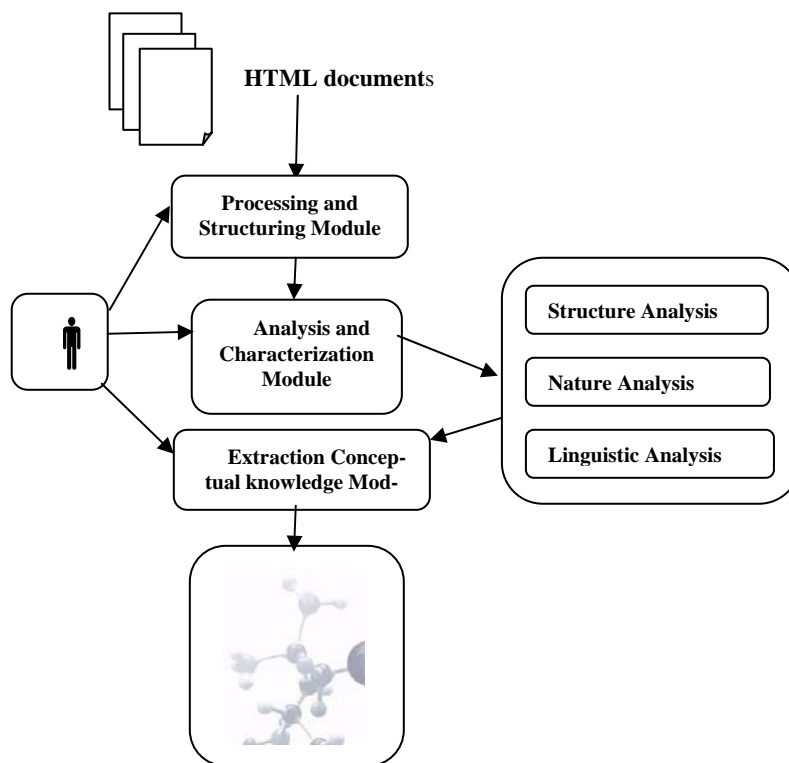 HTML documents
Processing and
Structuring Module
Analysis and
Characterization
Module
Structure Analysis
Nature Analysis
Linguistic Analysis
Extraction Concep-
tual knowledge Mod-